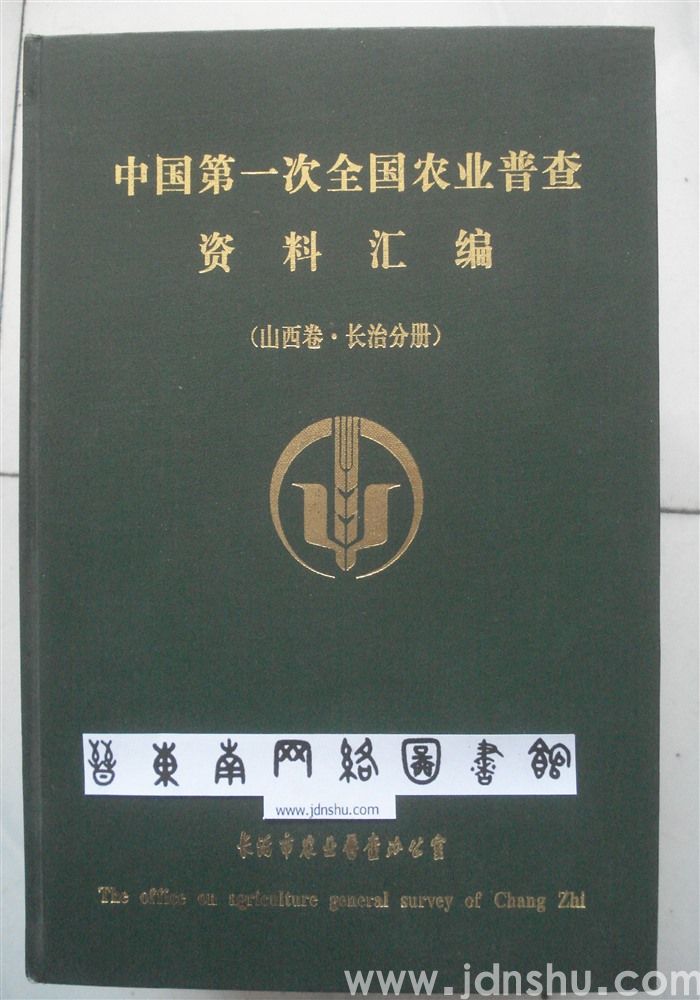 中国第一次全国农业普查
资料汇编
(山西卷·长治分册)
晋東南网絡圖書館
www.jdnshu.com
长治市农业普查办公室
The office on agriculture general survey of Chang Zhi
www.jdnshu.com